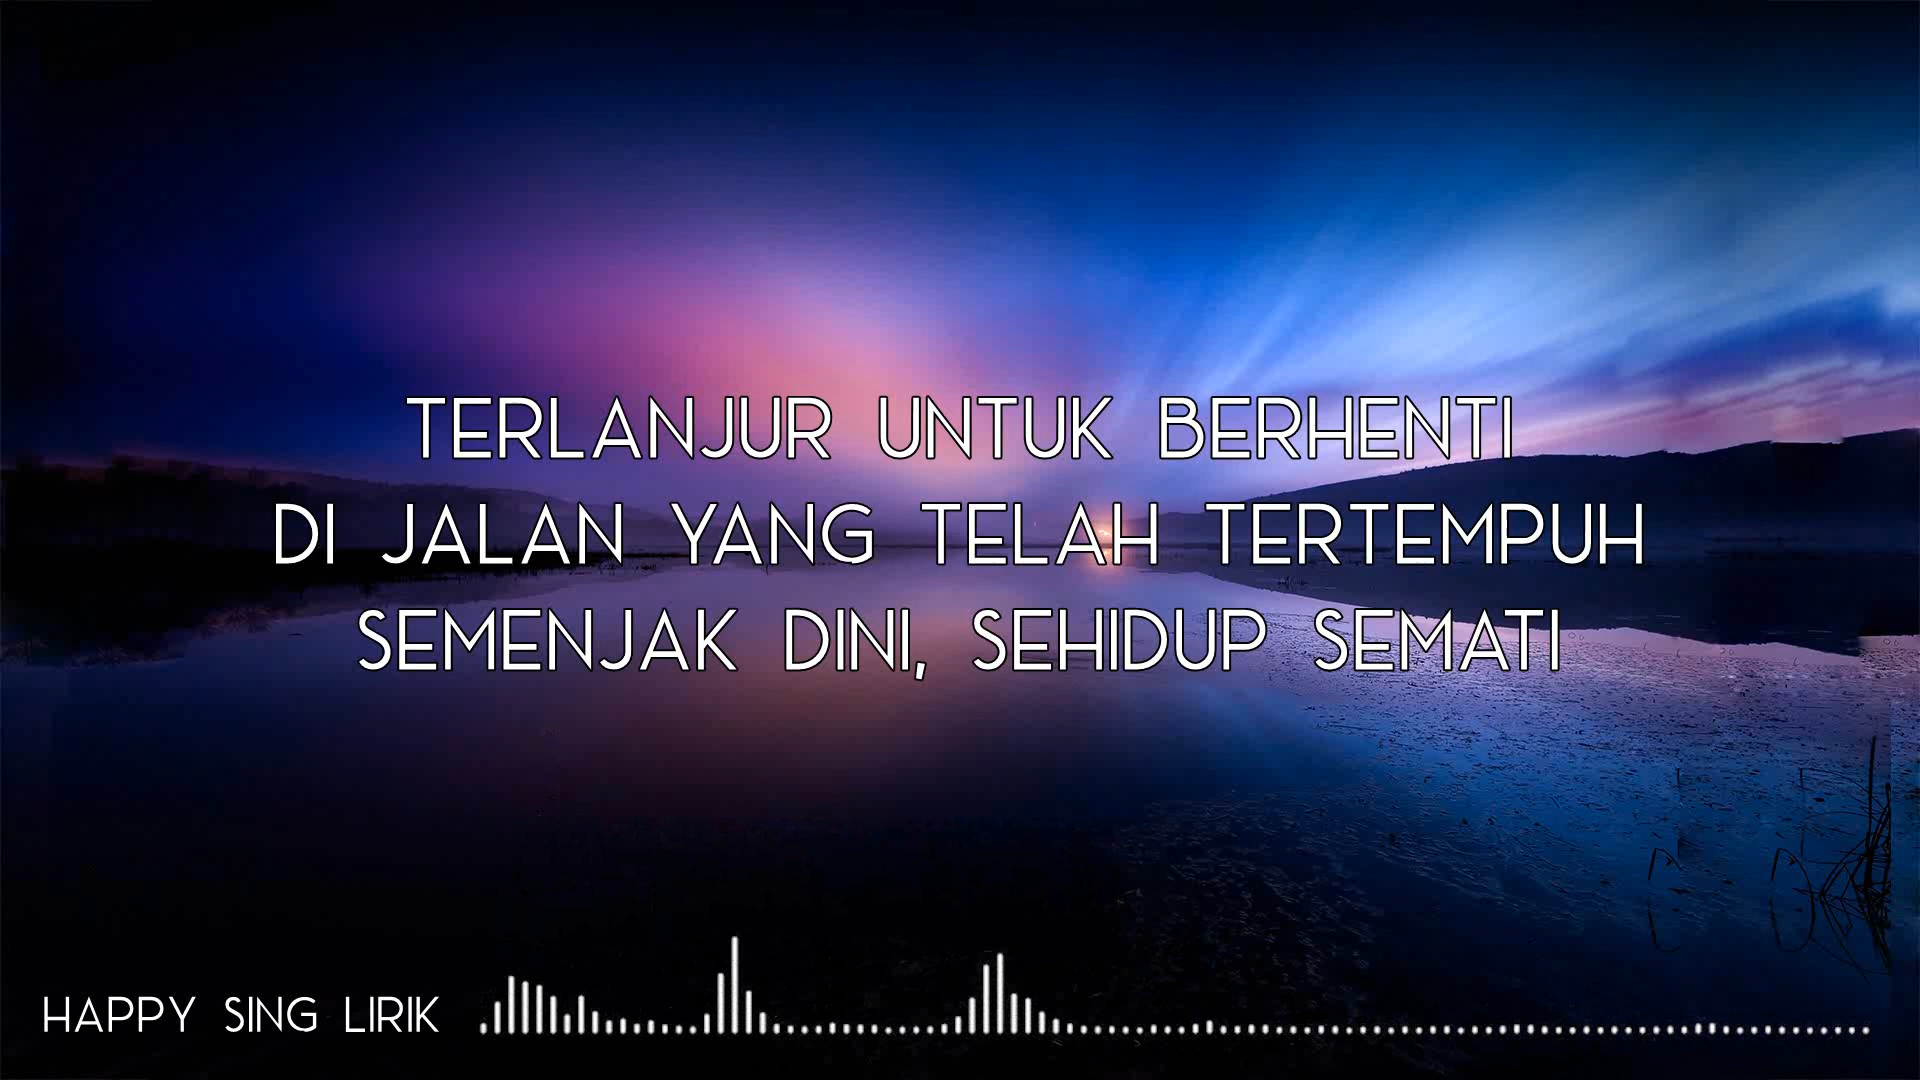 TERLANJUR UNTUK BERHENTI
DI JALAN YANG TELAH TERTEMPUH
SEMENJAK DINI, SEHIDUP SEMATI
HAPPY SING LIRIK